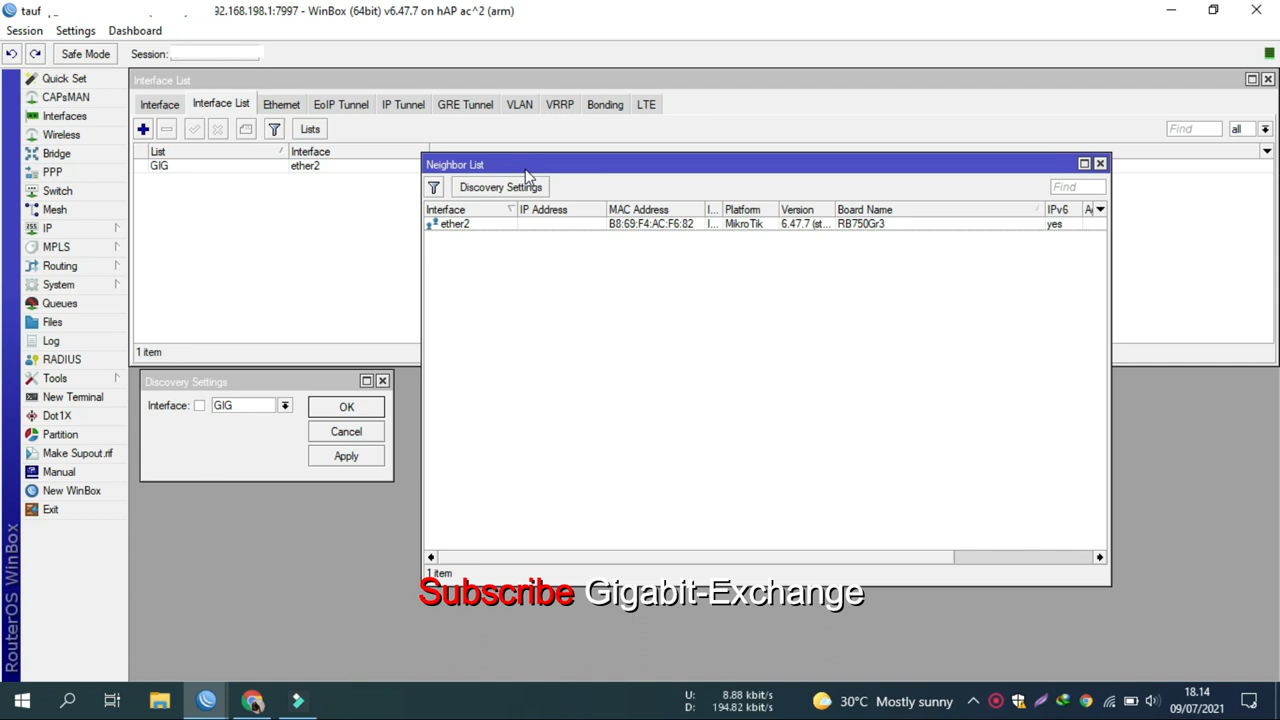 tauf
92.168.198.1:7997 - WinBox (64bit) v6.47.7 on hAP ac^2 (arm)
Session Settings Dashboard
Safe Mode Session:
Quick Set
CAPsMAN
Interfaces
Wireless
Bridge
PPP
Switch
Mesh
IP
MPLS
Routing
System
Queues
Files
Log
RADIUS
Tools
New Terminal
Dot1X
Partition
Make Supout.rif
Manual
New WinBox
Exit
RouterOS WinBox
Interface List
Interface Interface List Ethernet EoIP Tunnel IP Tunnel GRE Tunnel VLAN VRRP Bonding LTE
Lists Find all
List Interface
GIG ether2
1 item
Neighbor List
Discovery Settings Find
Interface IP Address MAC Address I... Platform Version Board Name IPv6
ether2 B8:69:F4:AC:F6:82 I... MikroTik 6.47.7 (st... RB750Gr3 yes
1 item
Discovery Settings
Interface: GIG OK
Cancel
Apply
Subscribe Gigabit-Exchange
U: 8.88 kbit/s
D: 194.82 kbit/s
30°C Mostly sunny
18.14
09/07/2021